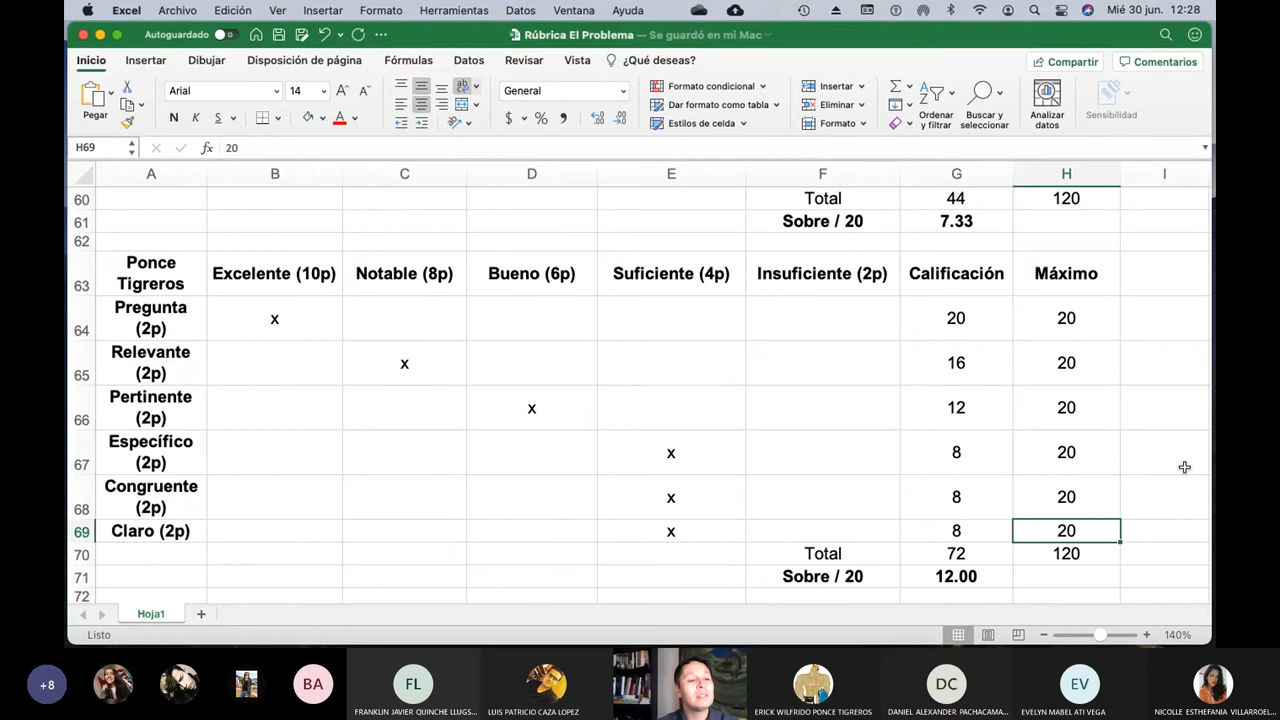 Excel Archivo Edición Ver Insertar Formato Herramientas Datos Ventana Ayuda Mié 30 jun. 12:28
Autoguardado Rúbrica El Problema — Se guardó en mi Mac
Inicio Insertar Dibujar Disposición de página Fórmulas Datos Revisar Vista ¿Qué deseas? Compartir Comentarios
Pegar Arial 14 General Formato condicional Insertar
Dar formato como tabla Eliminar Ordenar y filtrar Buscar y seleccionar Analizar datos Sensibilidad
N K S A $ % Estilos de celda Formato
H69 fx 20
A B C D E F G H I
60 Total 44 120
61 Sobre / 20 7.33
62
63 Ponce Tigreros Excelente (10p) Notable (8p) Bueno (6p) Suficiente (4p) Insuficiente (2p) Calificación Máximo
64 Pregunta (2p) x 20 20
65 Relevante (2p) x 16 20
66 Pertinente (2p) x 12 20
67 Específico (2p) x 8 20
68 Congruente (2p) x 8 20
69 Claro (2p) x 8 20
70 Total 72 120
71 Sobre / 20 12.00
72
Hoja1 +
Listo 140%
+8 BA FL DC EV
FRANKLIN JAVIER QUINCHE LLUGS... LUIS PATRICIO CAZA LOPEZ ERICK WILFRIDO PONCE TIGREROS DANIEL ALEXANDER PACHACAMA... EVELYN MABEL ATI VEGA NICOLLE ESTHEFANIA VILLARROEL...